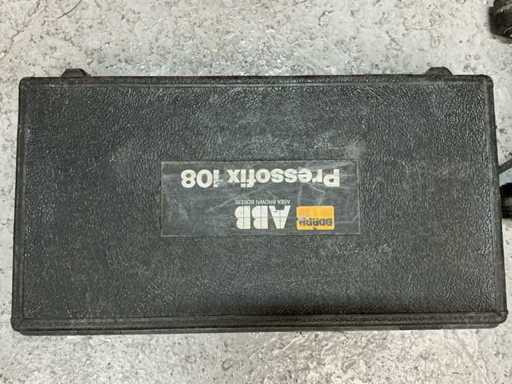 ABB
ASEA BROWN BOVERI
Pressofix i08